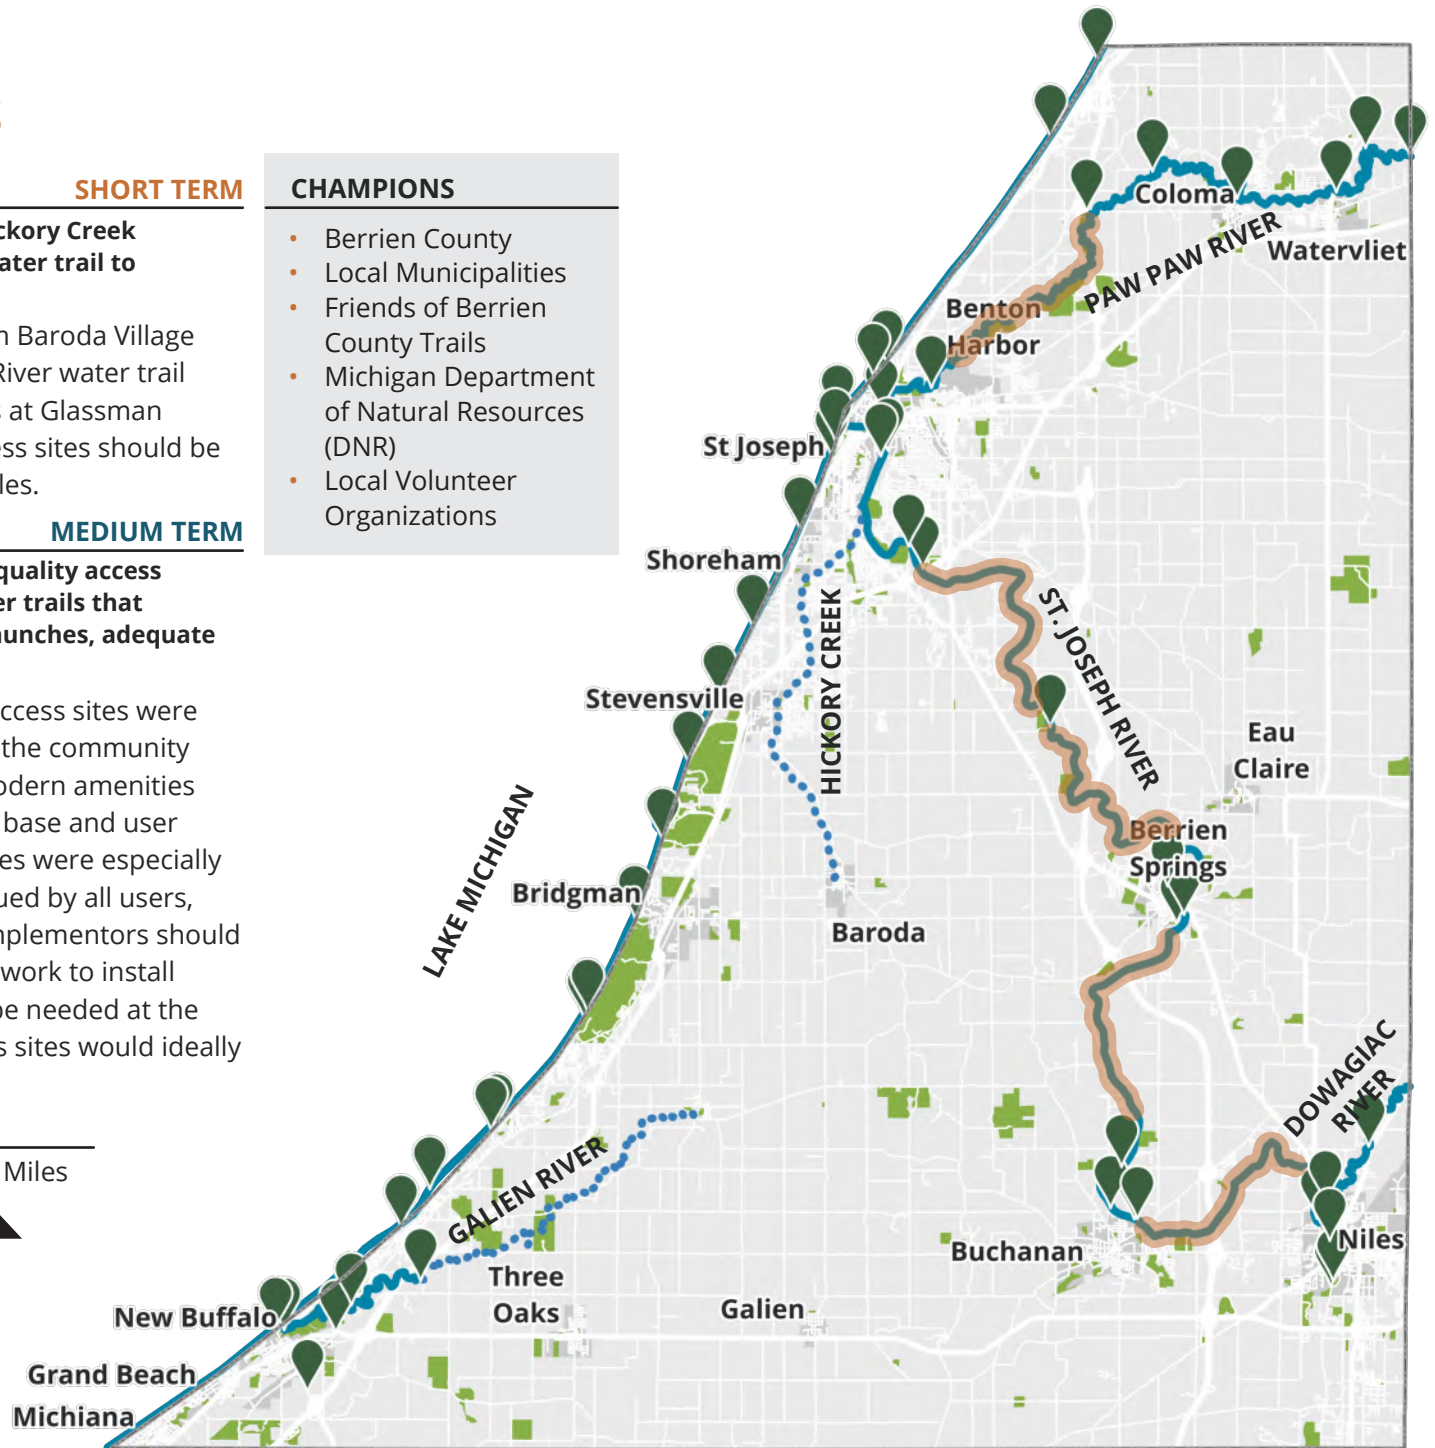 SHORT TERM
ckory Creek
ater trail to
n Baroda Village
River water trail
s at Glassman
ess sites should be
les.
MEDIUM TERM
quality access
er trails that
aunches, adequate
access sites were
the community
odern amenities
base and user
es were especially
ued by all users,
mplementors should
work to install
be needed at the
s sites would ideally
Miles
CHAMPIONS
• Berrien County
• Local Municipalities
• Friends of Berrien
County Trails
• Michigan Department
of Natural Resources
(DNR)
• Local Volunteer
Organizations
Coloma
PAW PAW RIVER
Watervliet
Benton
Harbor
St Joseph
Shoreham
HICKORY CREEK
ST. JOSEPH RIVER
Stevensville
Eau
Claire
LAKE MICHIGAN
Berrien
Springs
Bridgman
Baroda
DOWAGIAC
RIVER
GALIEN RIVER
Buchanan
Niles
Three
Oaks
Galien
New Buffalo
Grand Beach
Michiana